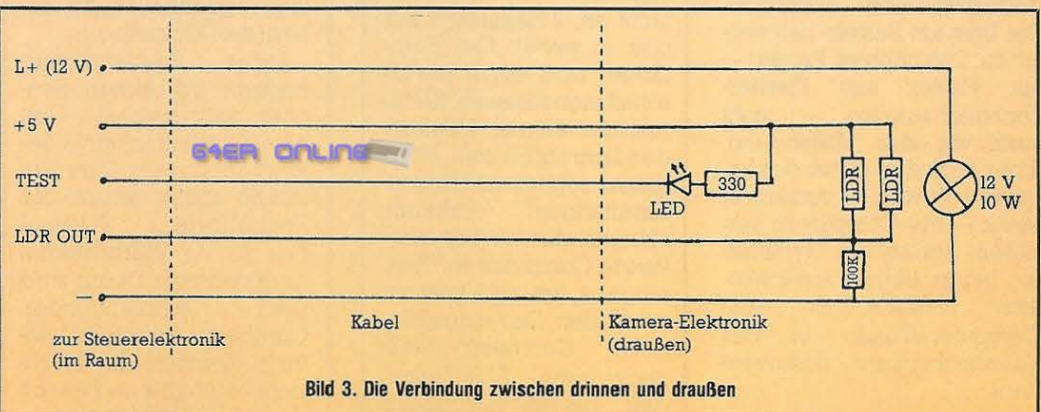 L+ (12 V)
+5 V
64ER ONLINE
TEST
330
LED
LDR
LDR
12 V
10 W
LDR OUT
100K
—
Kabel
Kamera-Elektronik
(draußen)
zur Steuerelektronik
(im Raum)
Bild 3. Die Verbindung zwischen drinnen und draußen